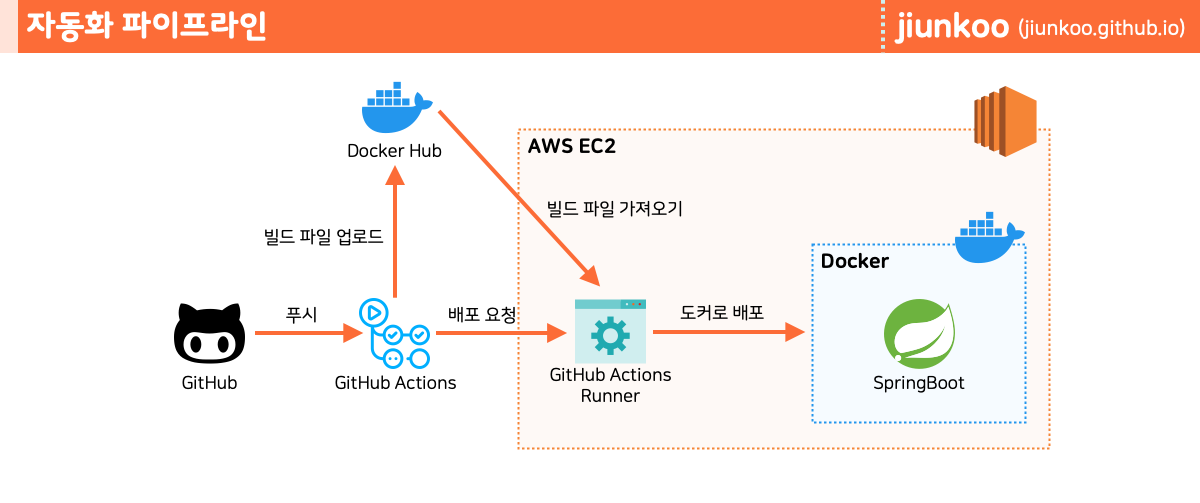 자동화 파이프라인
jiunkoo (jiunkoo.github.io)
Docker Hub
AWS EC2
빌드 파일 가져오기
빌드 파일 업로드
Docker
푸시
배포 요청
도커로 배포
GitHub
GitHub Actions
GitHub Actions
Runner
SpringBoot